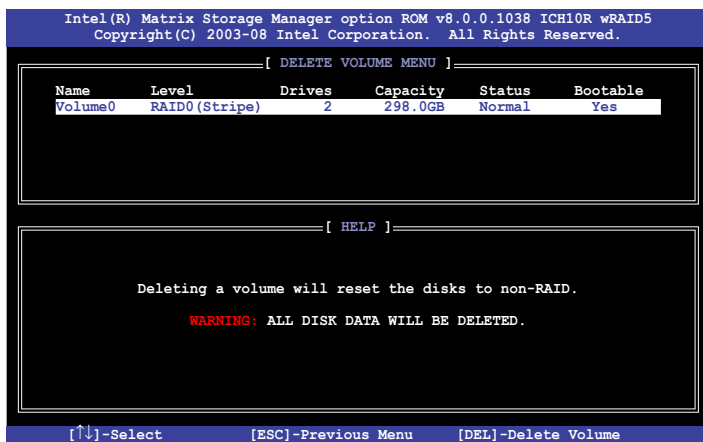 Intel(R) Matrix Storage Manager option ROM v8.0.0.1038 ICH10R wRAID5
Copyright(C) 2003-08 Intel Corporation. All Rights Reserved.
[ DELETE VOLUME MENU ]
Name Level Drives Capacity Status Bootable
Volume0 RAID0(Stripe) 2 298.0GB Normal Yes
[ HELP ]
Deleting a volume will reset the disks to non-RAID.
WARNING: ALL DISK DATA WILL BE DELETED.
[↑↓]-Select [ESC]-Previous Menu [DEL]-Delete Volume